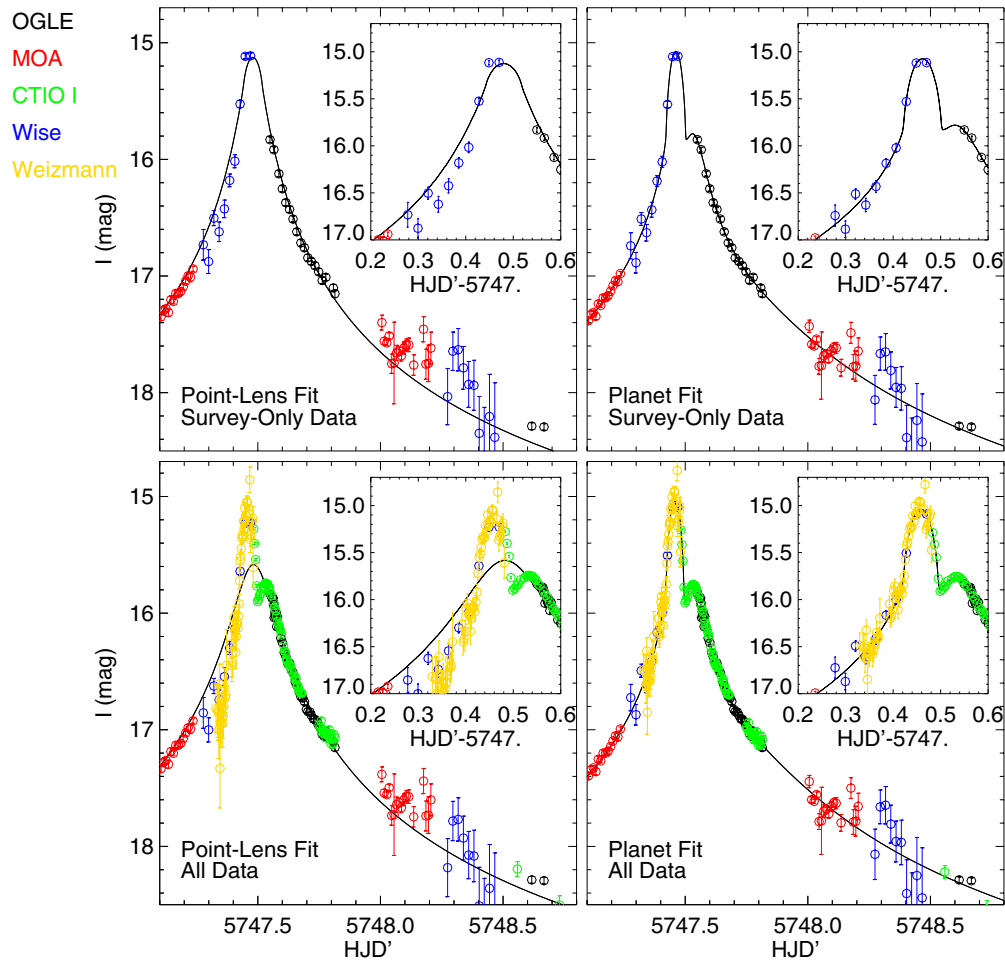 OGLE
MOA
CTIO I
Wise
Weizmann
15
16
17
18
I (mag)
15.0
15.5
16.0
16.5
17.0
0.2 0.3 0.4 0.5 0.6
HJD'-5747.
Point-Lens Fit
Survey-Only Data
15.0
15.5
16.0
16.5
17.0
0.2 0.3 0.4 0.5 0.6
HJD'-5747.
Planet Fit
Survey-Only Data
15
16
17
18
I (mag)
15.0
15.5
16.0
16.5
17.0
0.2 0.3 0.4 0.5 0.6
HJD'-5747.
Point-Lens Fit
All Data
5747.5 5748.0 5748.5
HJD'
15.0
15.5
16.0
16.5
17.0
0.2 0.3 0.4 0.5 0.6
HJD'-5747.
Planet Fit
All Data
5747.5 5748.0 5748.5
HJD'